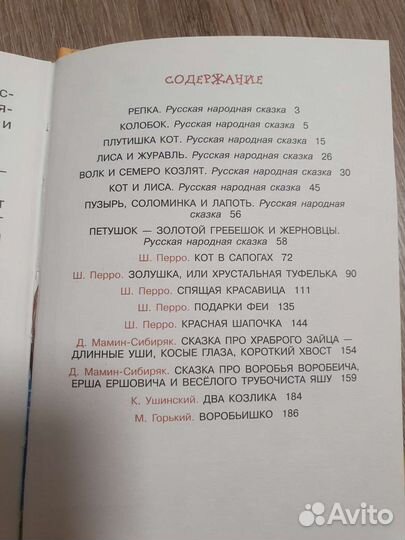 С-
я-
и
—
т
—
СОДЕРЖАНИЕ
РЕПКА. Русская народная сказка 3
КОЛОБОК. Русская народная сказка 5
ПЛУТИШКА КОТ. Русская народная сказка 15
ЛИСА И ЖУРАВЛЬ. Русская народная сказка 26
ВОЛК И СЕМЕРО КОЗЛЯТ. Русская народная сказка 30
КОТ И ЛИСА. Русская народная сказка 45
ПУЗЫРЬ, СОЛОМИНКА И ЛАПОТЬ. Русская народная
сказка 56
ПЕТУШОК — ЗОЛОТОЙ ГРЕБЕШОК И ЖЕРНОВЦЫ.
Русская народная сказка 58
Ш. Перро. КОТ В САПОГАХ 72
Ш. Перро. ЗОЛУШКА, ИЛИ ХРУСТАЛЬНАЯ ТУФЕЛЬКА 90
Ш. Перро. СПЯЩАЯ КРАСАВИЦА 111
Ш. Перро. ПОДАРКИ ФЕИ 135
Ш. Перро. КРАСНАЯ ШАПОЧКА 144
Д. Мамин-Сибиряк. СКАЗКА ПРО ХРАБРОГО ЗАЙЦА —
ДЛИННЫЕ УШИ, КОСЫЕ ГЛАЗА, КОРОТКИЙ ХВОСТ 154
Д. Мамин-Сибиряк. СКАЗКА ПРО ВОРОБЬЯ ВОРОБЕИЧА,
ЕРША ЕРШОВИЧА И ВЕСЁЛОГО ТРУБОЧИСТА ЯШУ 159
К. Ушинский. ДВА КОЗЛИКА 184
М. Горький. ВОРОБЬИШКО 186
Avito